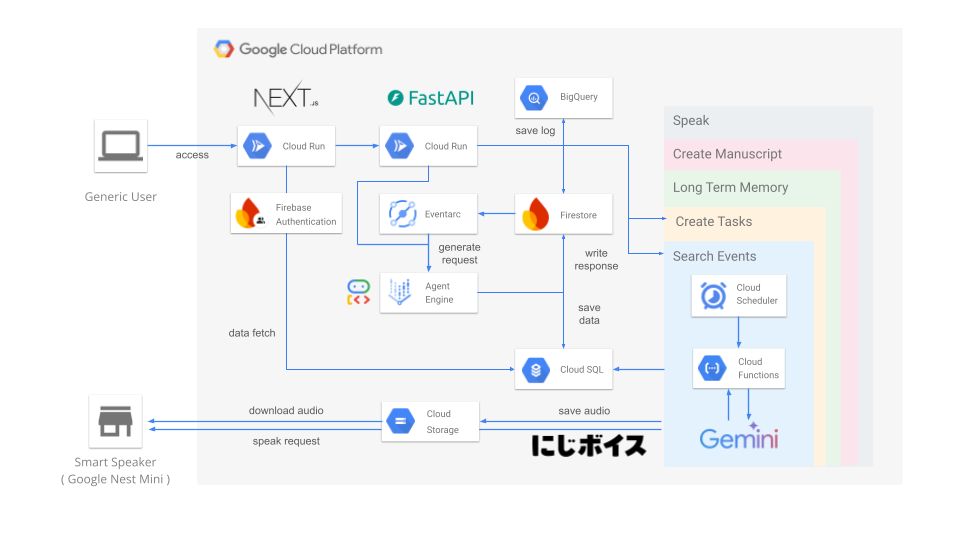 Google Cloud Platform
NEXT.JS
FastAPI
BigQuery
save log
Cloud Run
Cloud Run
access
Generic User
Firebase
Authentication
Eventarc
Firestore
generate
request
write
response
Agent
Engine
save
data
data fetch
Cloud SQL
download audio
speak request
Cloud
Storage
save audio
にじボイス
Smart Speaker
( Google Nest Mini )
Speak
Create Manuscript
Long Term Memory
Create Tasks
Search Events
Cloud
Scheduler
Cloud
Functions
Gemini